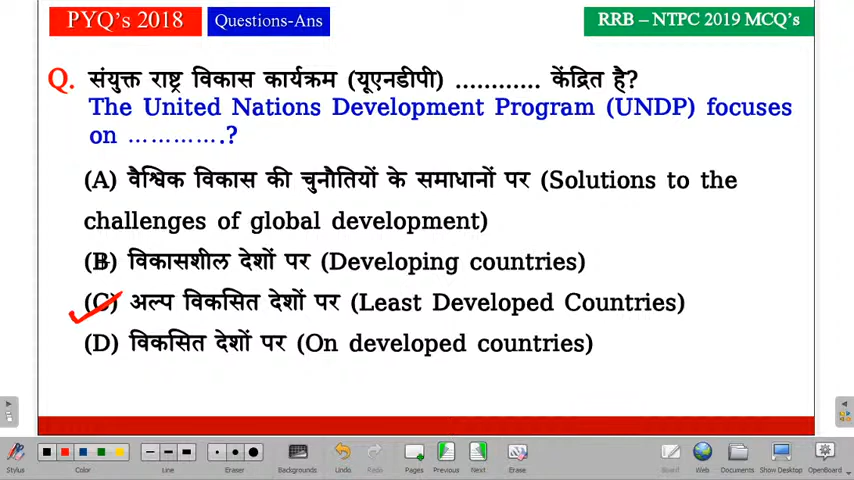 PYQ's 2018 Questions-Ans RRB – NTPC 2019 MCQ's
Q. संयुक्त राष्ट्र विकास कार्यक्रम (यूएनडीपी) ............ केंद्रित है?
The United Nations Development Program (UNDP) focuses
on ………….?
(A) वैश्विक विकास की चुनौतियों के समाधानों पर (Solutions to the
challenges of global development)
(B) विकासशील देशों पर (Developing countries)
(C) अल्प विकसित देशों पर (Least Developed Countries)
(D) विकसित देशों पर (On developed countries)
Stylus Color Line Eraser Backgrounds Undo Redo Pages Previous Next Erase Board Web Documents Show Desktop OpenBoard